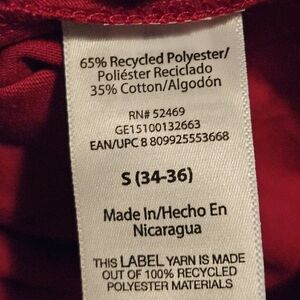 65% Recycled Polyester/
Poliéster Reciclado
35% Cotton/Algodón
RN# 52469
GE15100132663
EAN/UPC 8 809925553668
S (34-36)
Made In/Hecho En
Nicaragua
THIS LABEL YARN IS MADE
OUT OF 100% RECYCLED
POLYESTER MATERIALS